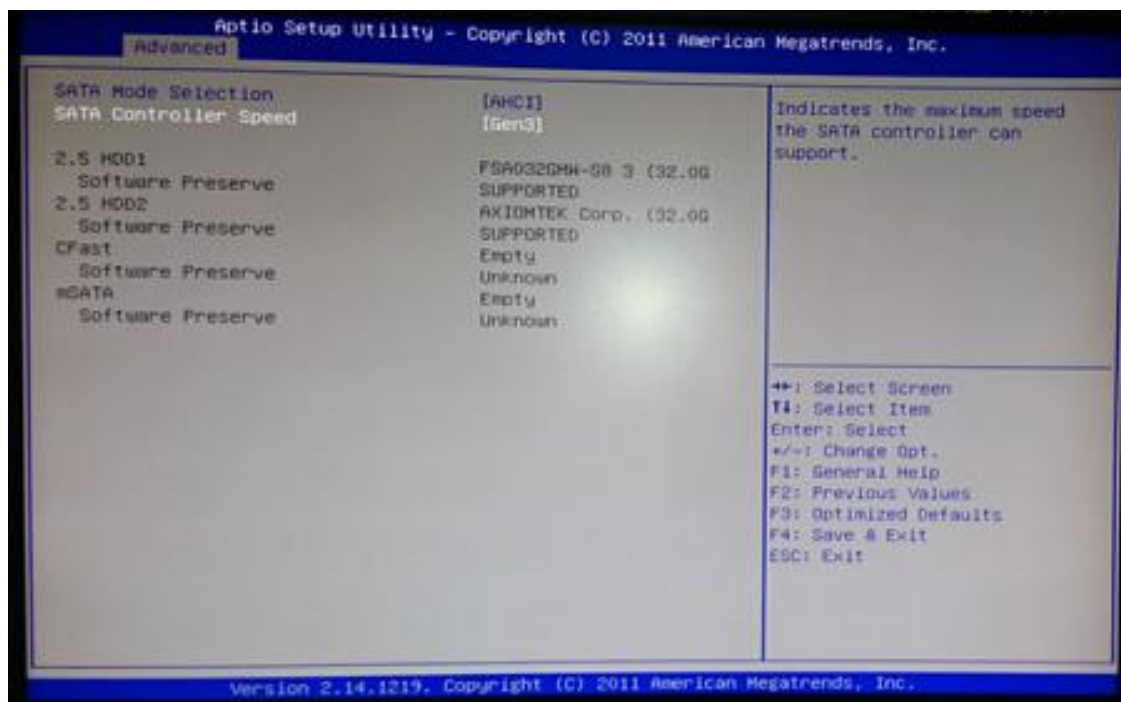 Aptio Setup Utility - Copyright (C) 2011 American Megatrends, Inc.
Advanced
SATA Mode Selection [AHCI]
SATA Controller Speed [Gen3]
2.5 HDD1 3 (32.0G
Software Preserve SUPPORTED
2.5 HDD2 AXIOMTEK Corp. (32.0G
Software Preserve SUPPORTED
CFast Empty
Software Preserve Unknown
mSATA Empty
Software Preserve Unknown
Indicates the maximum speed
the SATA controller can
support.
→←: Select Screen
↑↓: Select Item
Enter: Select
+/-: Change Opt.
F1: General Help
F2: Previous Values
F3: Optimized Defaults
F4: Save & Exit
ESC: Exit
Version 2.14.1219. Copyright (C) 2011 American Megatrends, Inc.